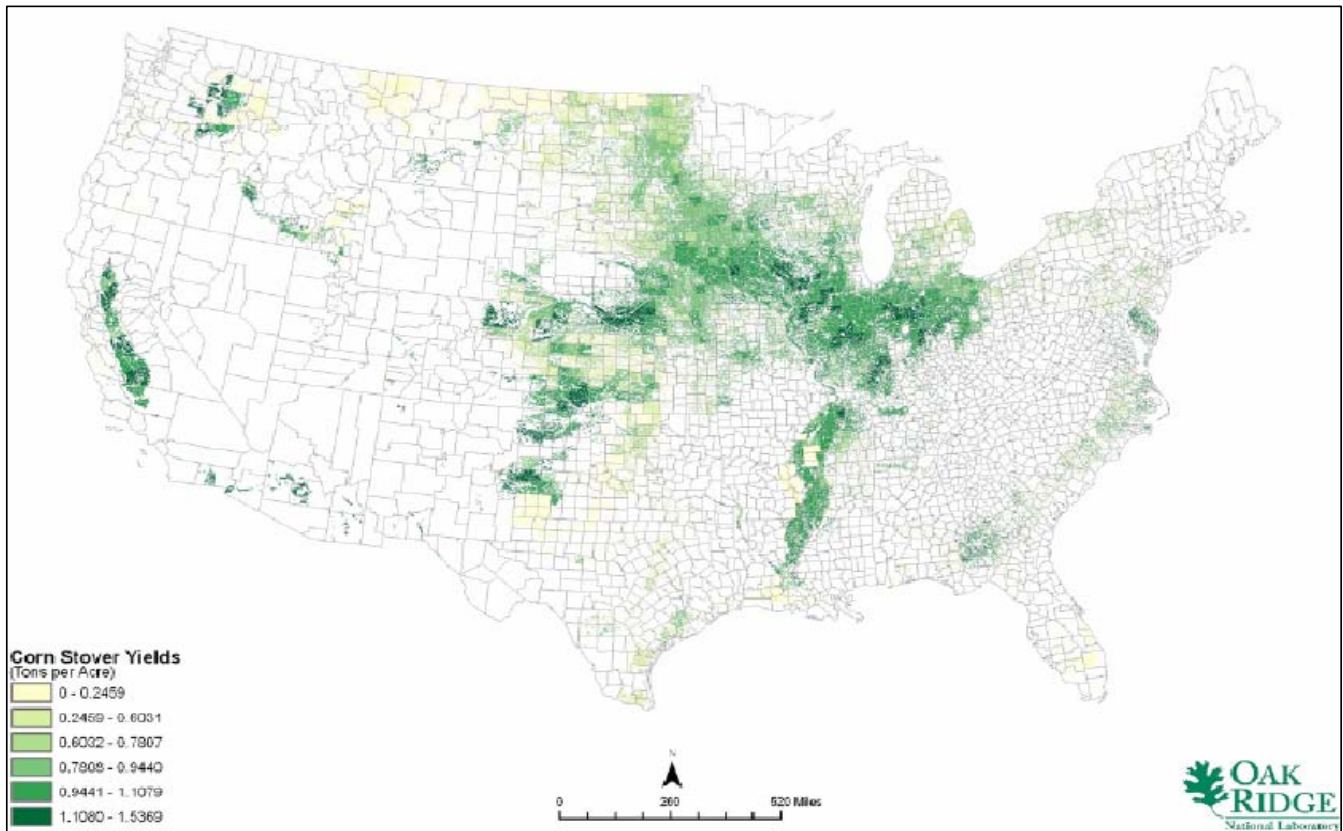 Corn Stover Yields
(Tons per Acre)
0 - 0.2459
0.2459 - 0.6031
0.6032 - 0.7807
0.7808 - 0.9440
0.9441 - 1.1079
1.1080 - 1.5369
N
0 260 520 Miles
OAK
RIDGE
National Laboratory